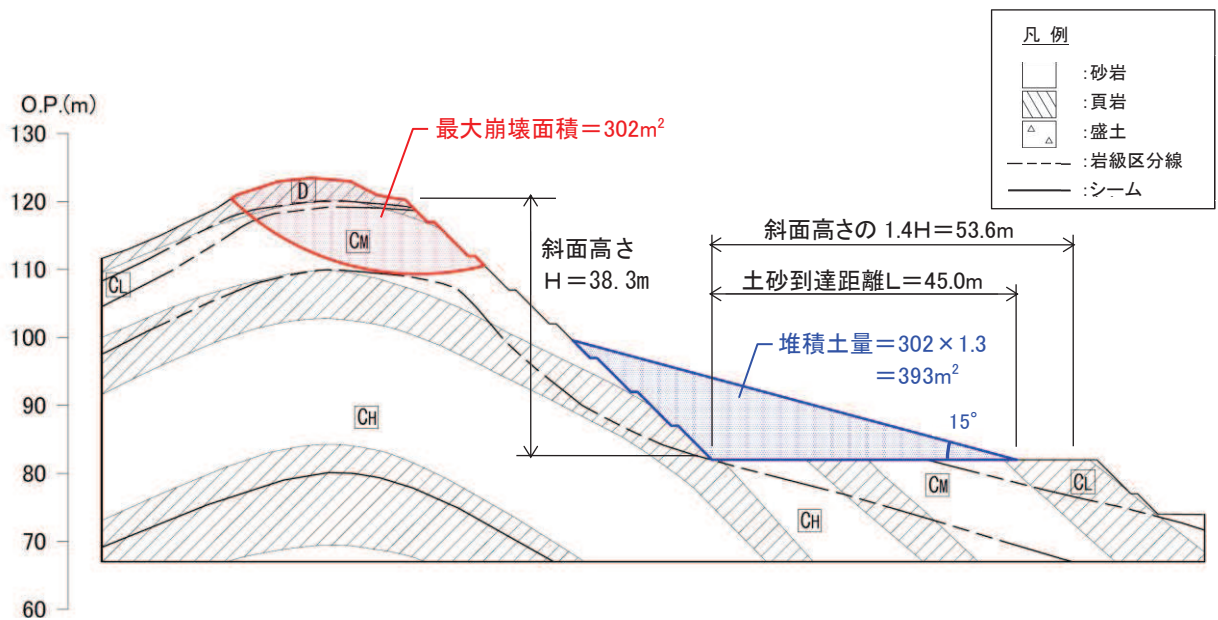 凡 例
:砂岩
:頁岩
:盛土
:岩級区分線
:シーム
O.P.(m)
130
120
110
100
90
80
70
60
最大崩壊面積=302m²
D
CM
CL
斜面高さ
H=38.3m
斜面高さの 1.4H=53.6m
土砂到達距離L=45.0m
堆積土量=302×1.3
=393m²
15°
CH
CM
CL
CH